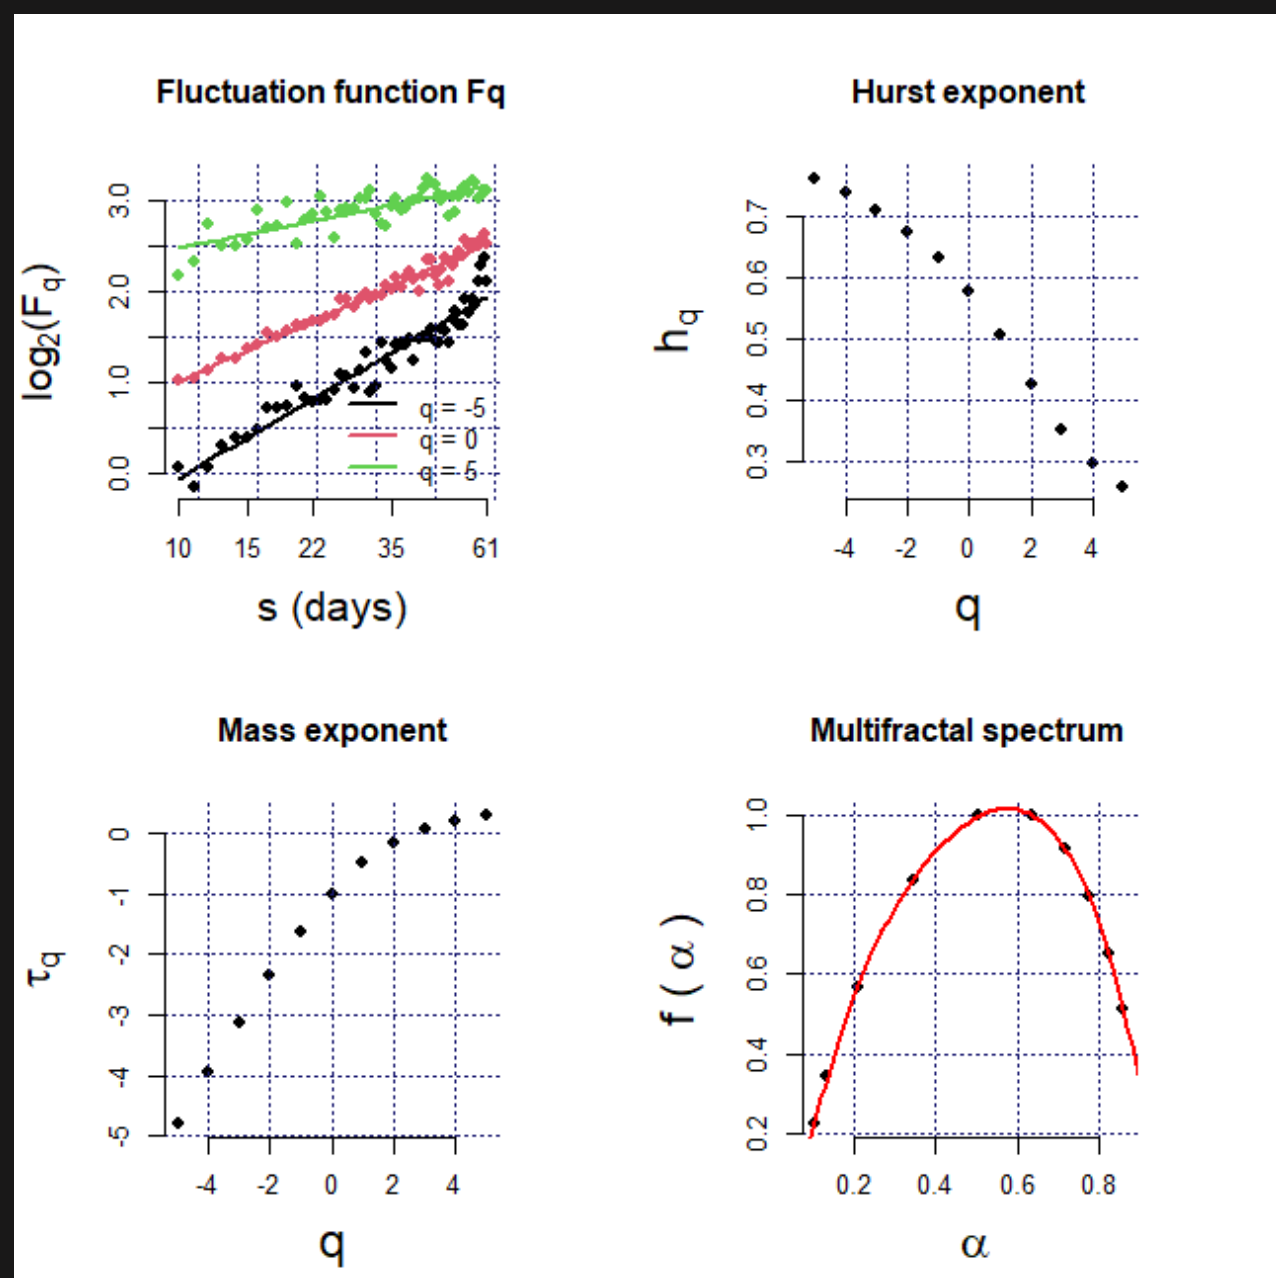 Fluctuation function Fq
log2(Fq)
3.0
2.0
1.0
0.0
q = -5
q = 0
q = 5
10 15 22 35 61
s (days)
Hurst exponent
hq
0.7
0.6
0.5
0.4
0.3
-4 -2 0 2 4
q
Mass exponent
τq
0
-1
-2
-3
-4
-5
-4 -2 0 2 4
q
Multifractal spectrum
f ( α )
1.0
0.8
0.6
0.4
0.2
0.2 0.4 0.6 0.8
α